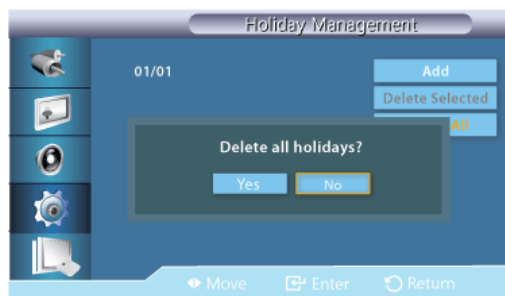 Holiday Management
01/01
Add
Delete Selected
All
Delete all holidays?
Yes No
Move Enter Return